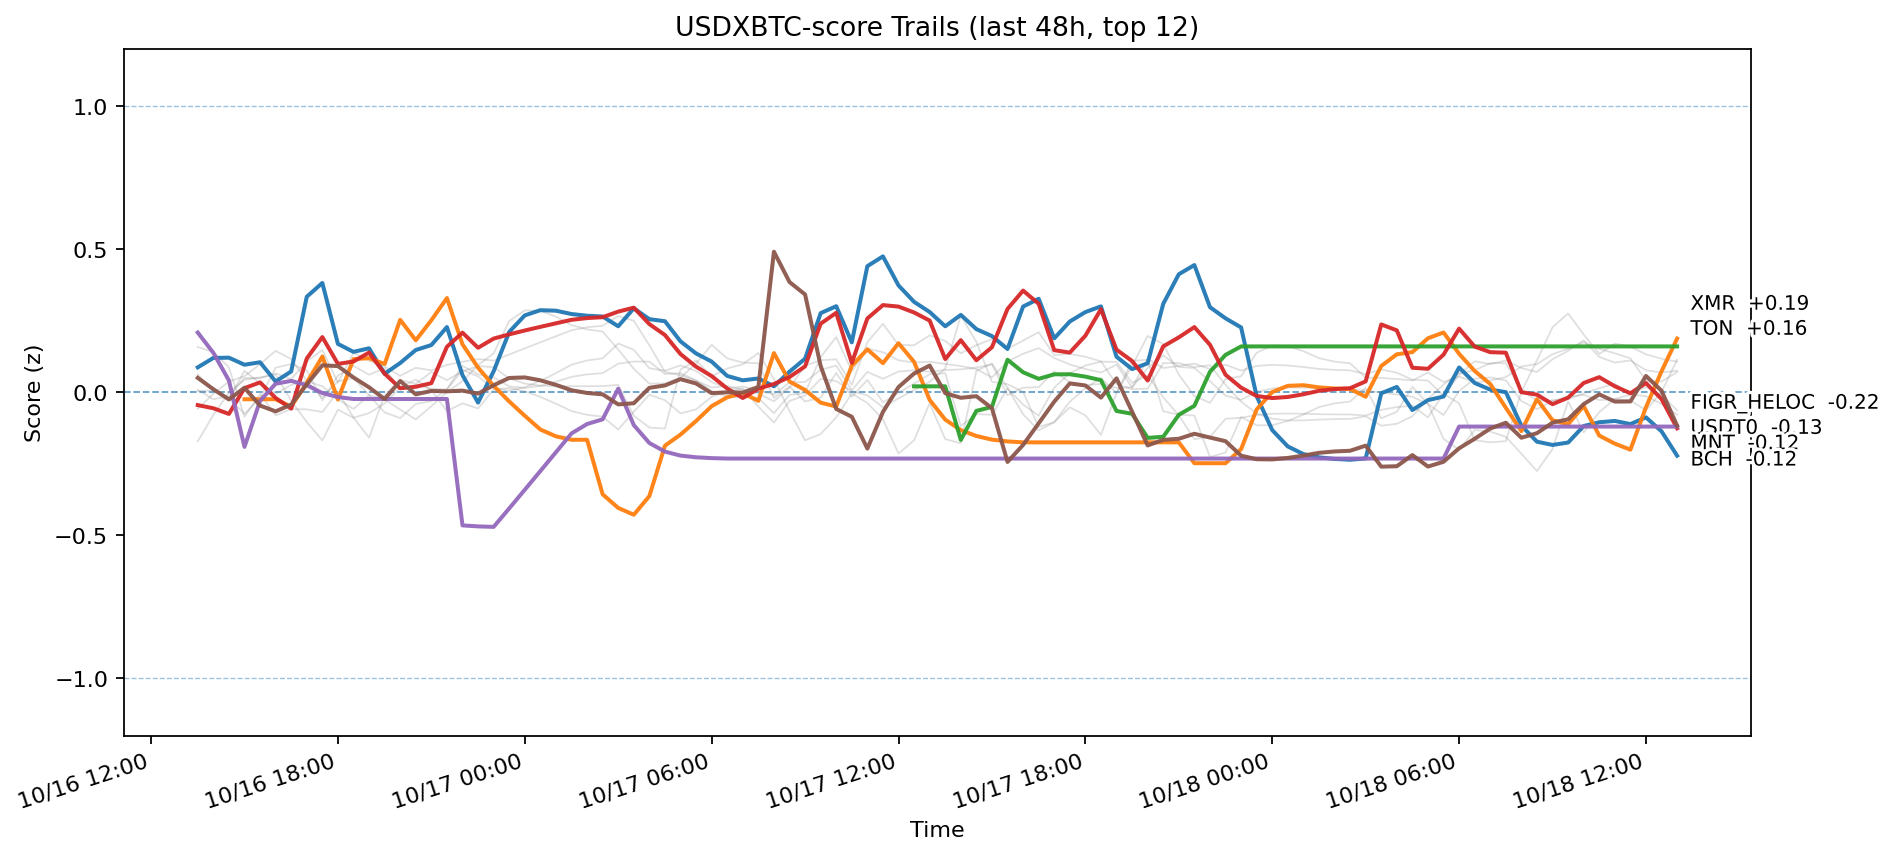 USDXBTC-score Trails (last 48h, top 12)
Score (z)
1.0
0.5
0.0
−0.5
−1.0
XMR +0.19
TON +0.16
FIGR_HELOC -0.22
USDT0 -0.13
MNT -0.12
BCH -0.12
10/16 12:00
10/16 18:00
10/17 00:00
10/17 06:00
10/17 12:00
10/17 18:00
10/18 00:00
10/18 06:00
10/18 12:00
Time